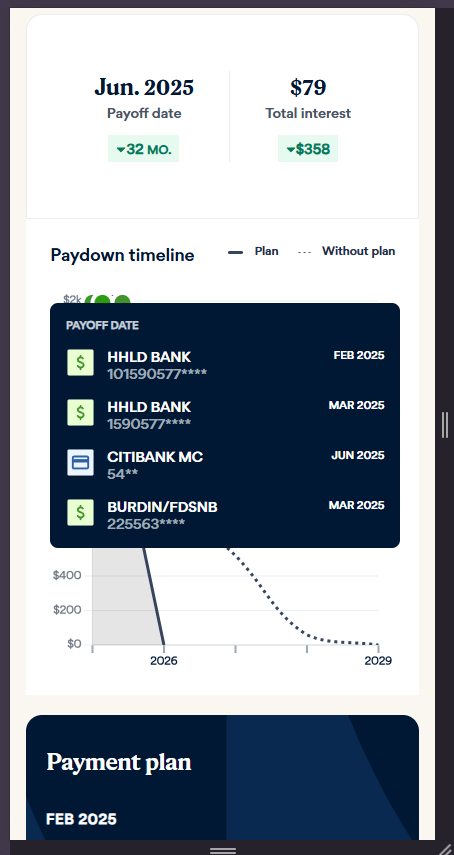 Jun. 2025
Payoff date
32 MO.
$79
Total interest
$358
Paydown timeline
Plan
Without plan
$2k
PAYOFF DATE
HHLD BANK
101590577****
FEB 2025
HHLD BANK
1590577****
MAR 2025
CITIBANK MC
54**
JUN 2025
BURDIN/FDSNB
225563****
MAR 2025
$400
$200
$0
2026
2029
Payment plan
FEB 2025